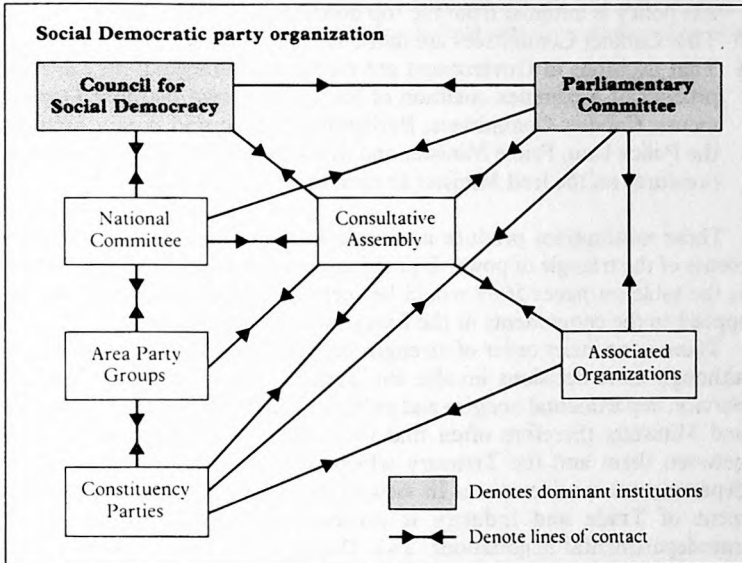 Social Democratic party organization
Council for
Social Democracy
Parliamentary
Committee
National
Committee
Consultative
Assembly
Area Party
Groups
Associated
Organizations
Constituency
Parties
Denotes dominant institutions
Denote lines of contact